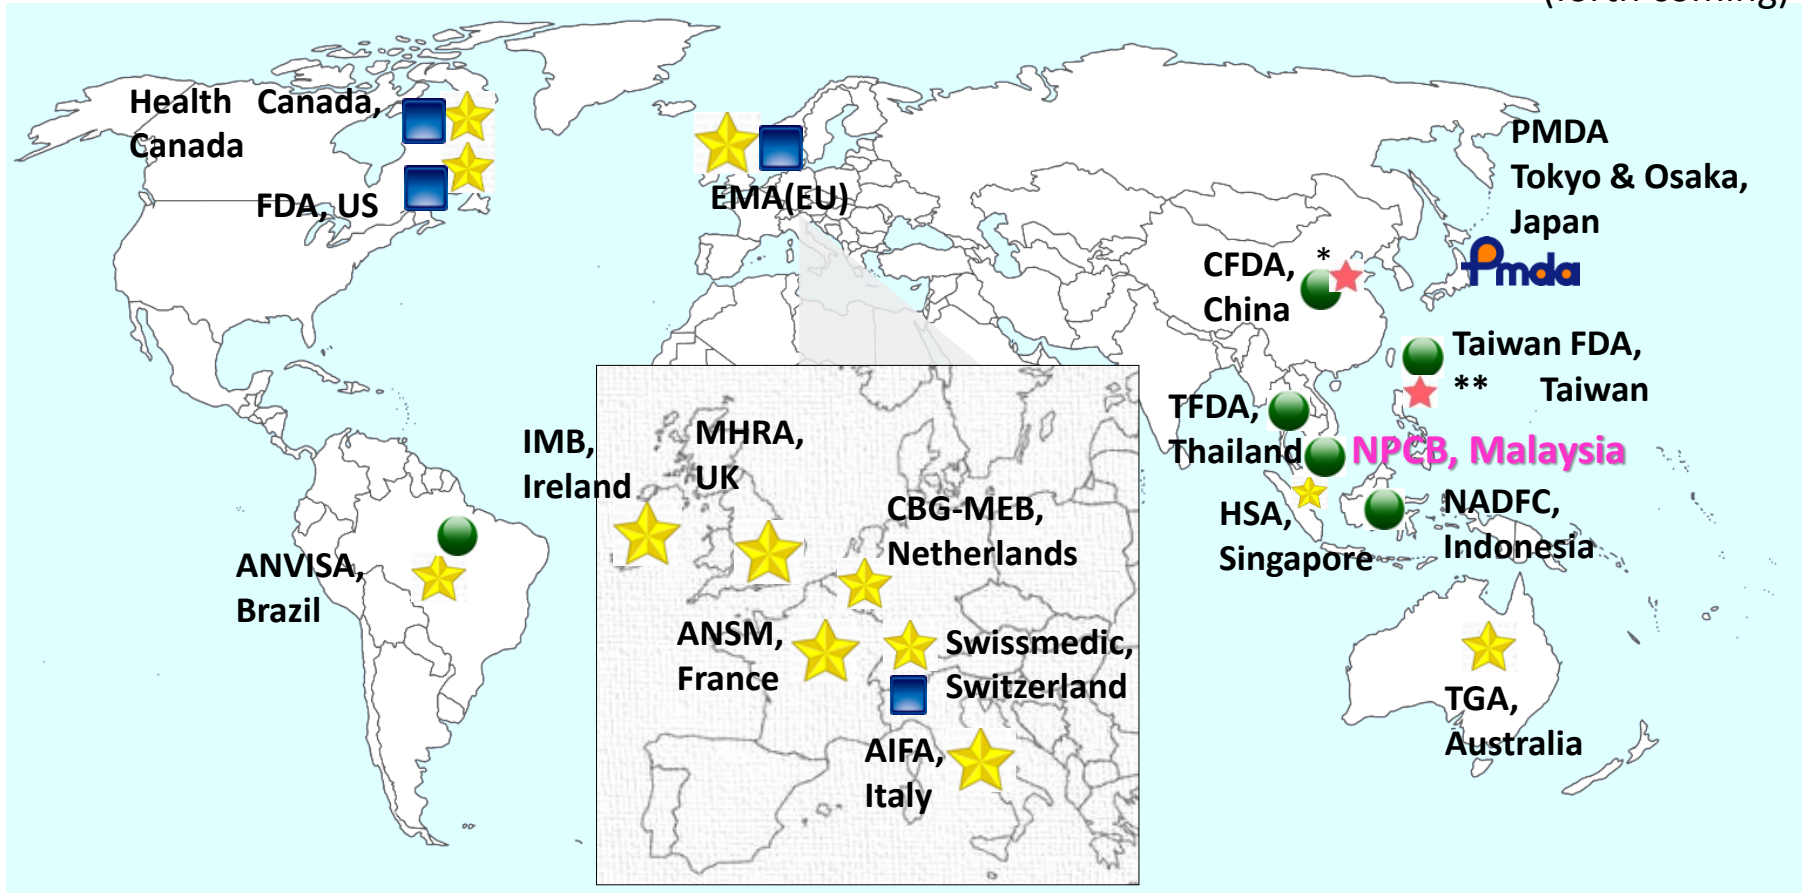 (forth coming)
Health Canada,
Canada
FDA, US
EMA(EU)
PMDA
Tokyo & Osaka,
Japan
Pmda
CFDA, *
China
Taiwan FDA,
** Taiwan
TFDA,
Thailand
NPCB, Malaysia
HSA,
Singapore
NADFC,
Indonesia
IMB,
Ireland
MHRA,
UK
CBG-MEB,
Netherlands
ANVISA,
Brazil
ANSM,
France
Swissmedic,
Switzerland
AIFA,
Italy
TGA,
Australia